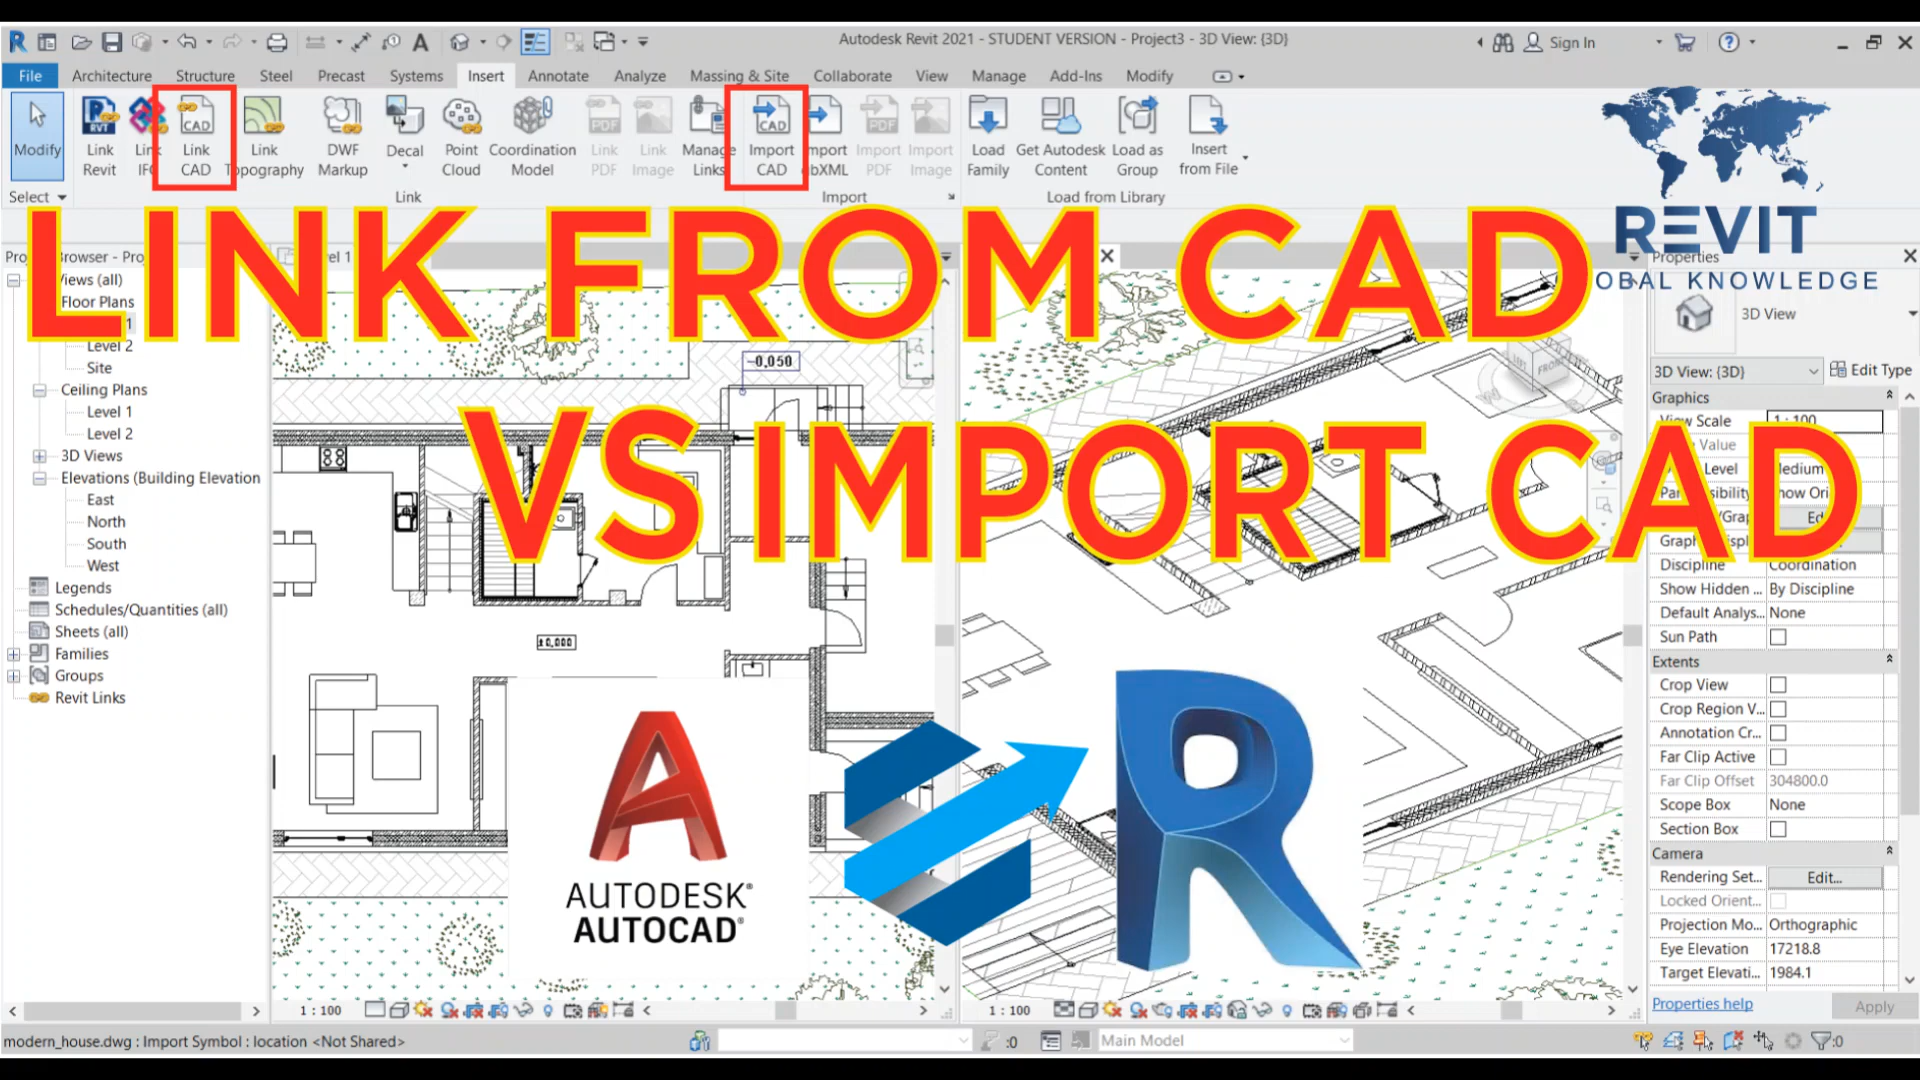 Autodesk Revit 2021 - STUDENT VERSION - Project3 - 3D View: {3D}
Sign In
File Architecture Structure Steel Precast Systems Insert Annotate Analyze Massing & Site Collaborate View Manage Add-Ins Modify
Modify
Link Revit
Link
Link CAD
Link Topography
DWF Markup
Decal
Point Cloud
Coordination Model
Link PDF
Link Image
Manage Links
Import CAD
Import PDF
Import Image
Load Family
Get Autodesk Content
Load as Group
Insert from File
Select
Link
Import
Load from Library
REVIT
OBAL KNOWLEDGE
LINK FROM CAD
VS IMPORT CAD
Properties
Views (all)
Floor Plans
Level 2
Site
Ceiling Plans
Level 1
Level 2
3D Views
Elevations (Building Elevation
East
North
South
West
Legends
Schedules/Quantities (all)
Sheets (all)
Families
Groups
Revit Links
-0,050
±0,000
AUTODESK®
AUTOCAD®
3D View
3D View: {3D}
Edit Type
Graphics
View Scale 1 : 100
Discipline Coordination
Show Hidden ... By Discipline
Default Analys... None
Sun Path
Extents
Crop View
Crop Region V...
Annotation Cr...
Far Clip Active
Far Clip Offset 304800.0
Scope Box None
Section Box
Camera
Rendering Set... Edit...
Locked Orient...
Projection Mo... Orthographic
Eye Elevation 17218.8
Target Elevati... 1984.1
Properties help
Apply
1 : 100
1 : 100
modern_house.dwg : Import Symbol : location <Not Shared>
:0
Main Model
:0